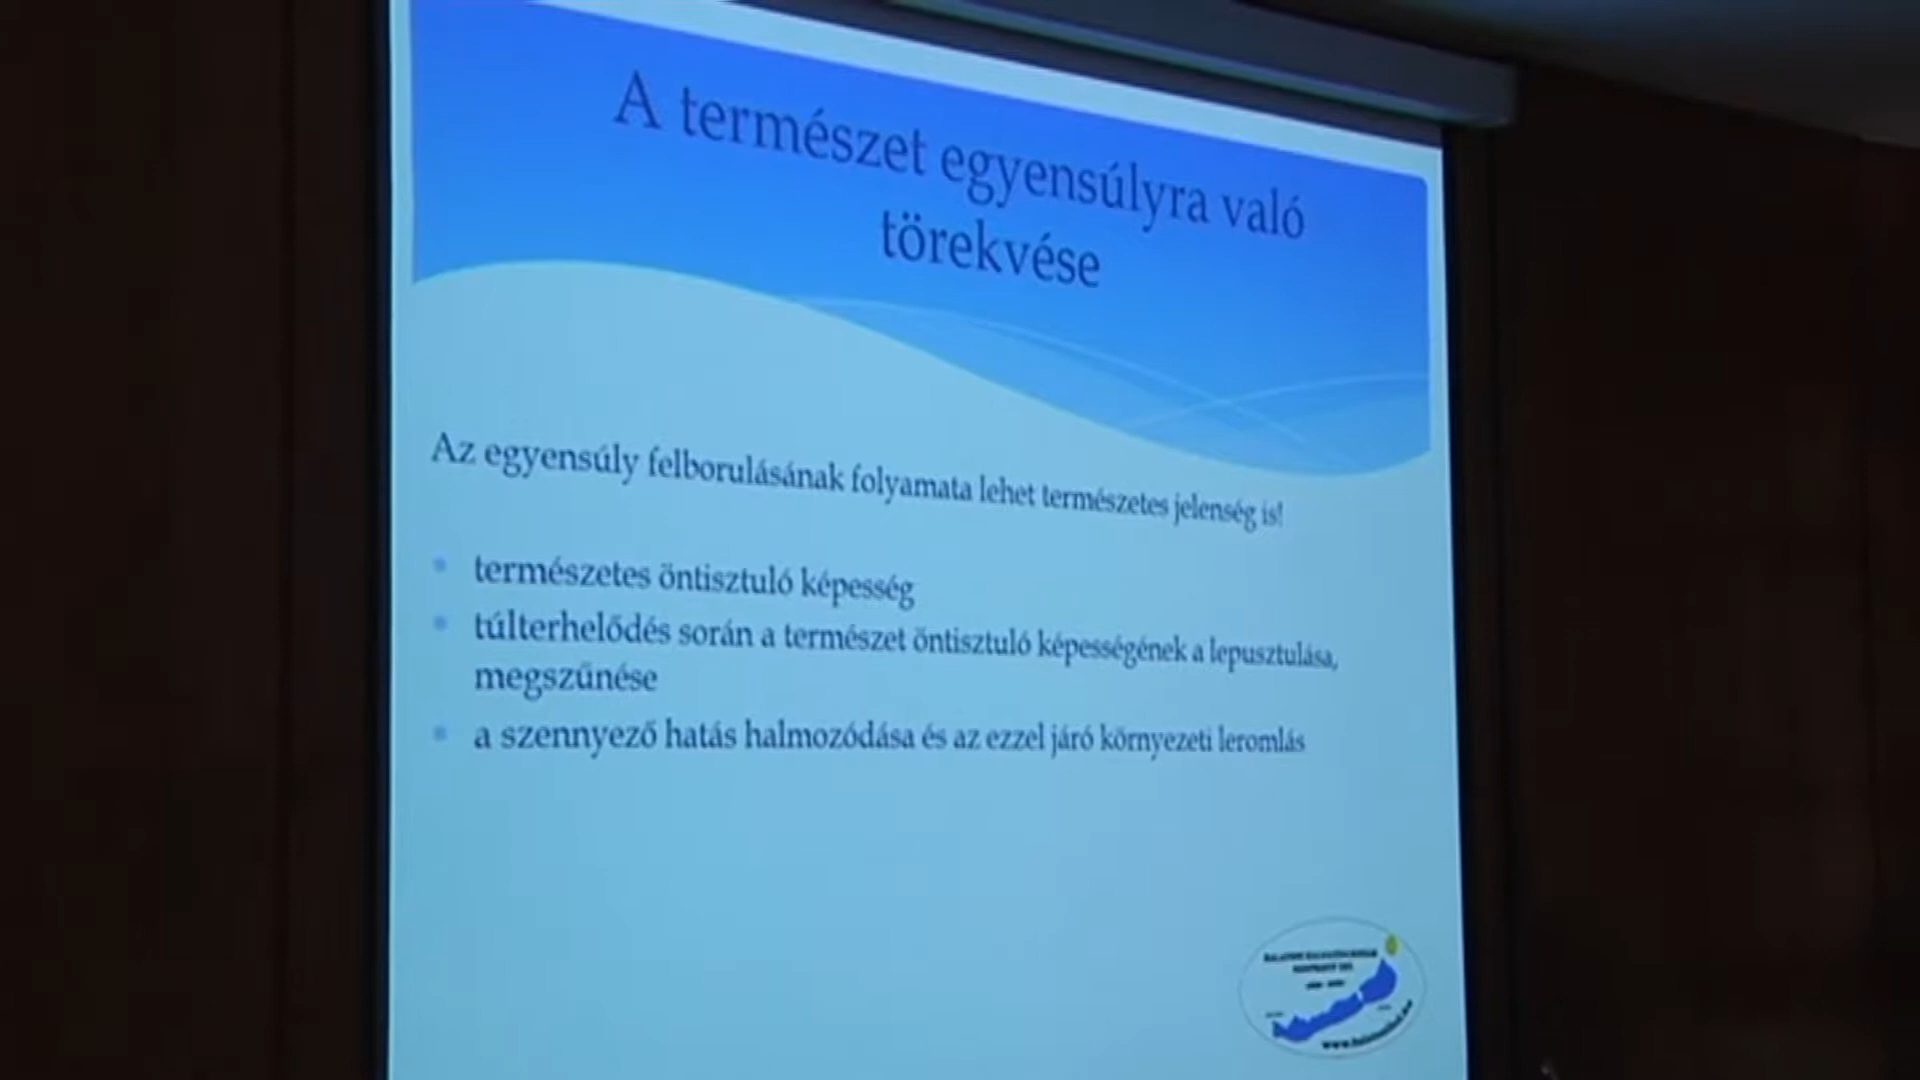 A természet egyensúlyra való
törekvése
Az egyensúly felborulásának folyamata lehet természetes jelenség is!
természetes öntisztuló képesség
túlterhelődés során a természet öntisztuló képességének a lepusztulása,
megszűnése
a szennyező hatás halmozódása és az ezzel járó környezeti leromlás